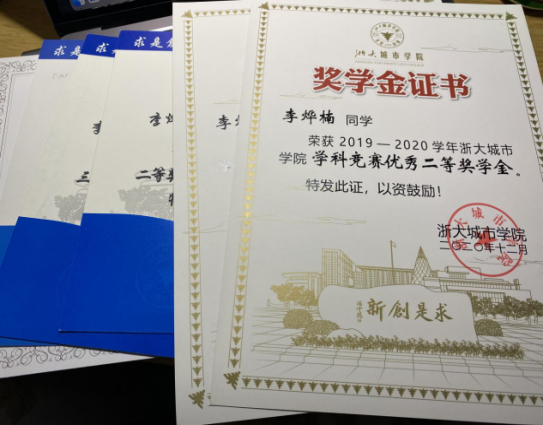 求是
求是
求是
三
二等奖
李
浙大城市学院
奖学金证书
李烨楠 同学
荣获 2019 — 2020 学年浙大城市
学院 学科竞赛优秀二等奖学金。
特发此证，以资鼓励！
浙大城市学院
二〇二〇年十二月
新创是求